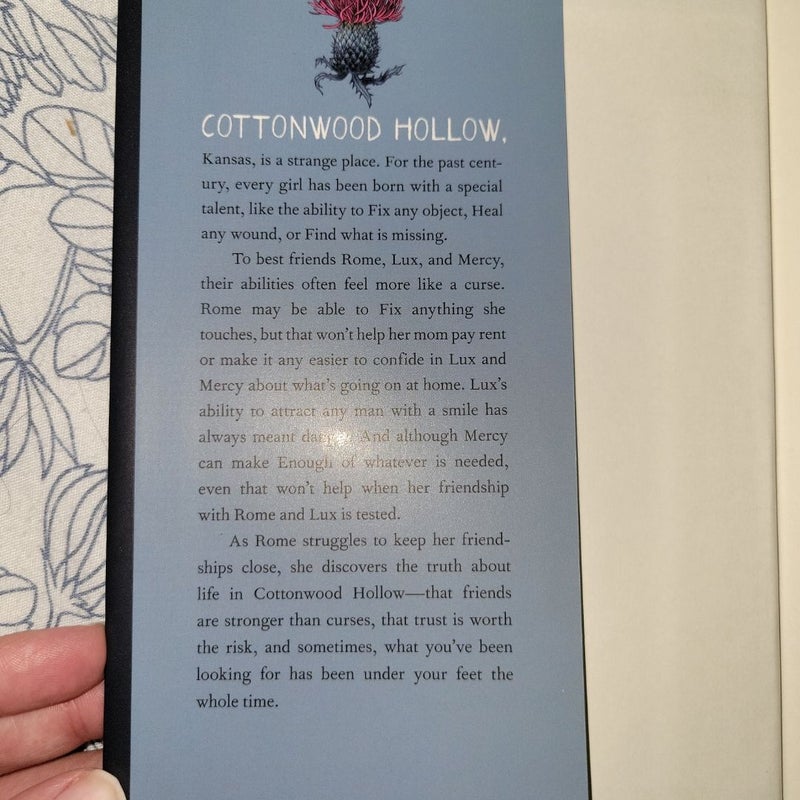 COTTONWOOD HOLLOW,
Kansas, is a strange place. For the past cent-
ury, every girl has been born with a special
talent, like the ability to Fix any object, Heal
any wound, or Find what is missing.
To best friends Rome, Lux, and Mercy,
their abilities often feel more like a curse.
Rome may be able to Fix anything she
touches, but that won't help her mom pay rent
or make it any easier to confide in Lux and
Mercy about what's going on at home. Lux's
ability to attract any man with a smile has
always meant And although Mercy
can make Enough of whatever is needed,
even that won't help when her friendship
with Rome and Lux is tested.
As Rome struggles to keep her friend-
ships close, she discovers the truth about
life in Cottonwood Hollow—that friends
are stronger than curses, that trust is worth
the risk, and sometimes, what you've been
looking for has been under your feet the
whole time.